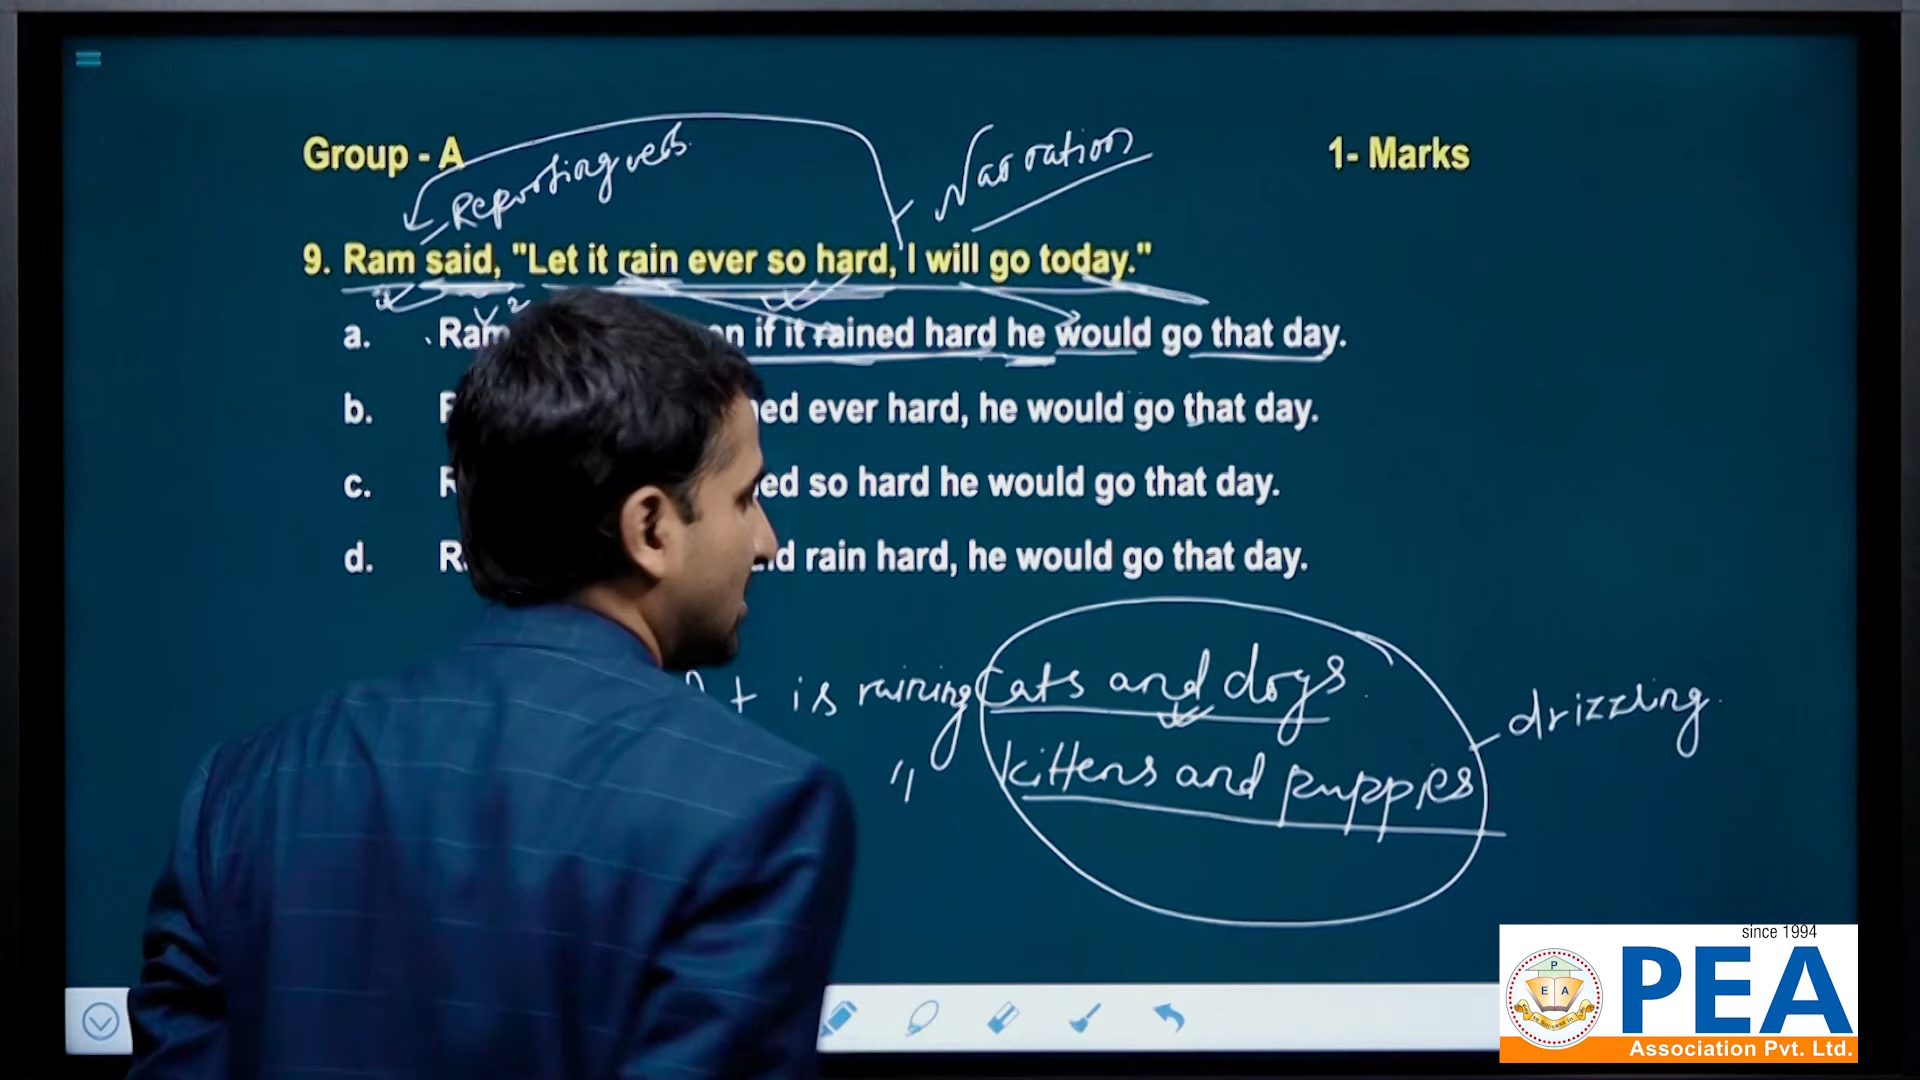 Group - A
Reporting verb
Narration
1- Marks
9. Ram said, "Let it rain ever so hard, I will go today."
a. Ram if it rained hard he would go that day.
b. ever hard, he would go that day.
c. so hard he would go that day.
d. rain hard, he would go that day.
It is raining cats and dogs
drizzling
" kittens and puppies
since 1994
P
E A
PEA
Association Pvt. Ltd.